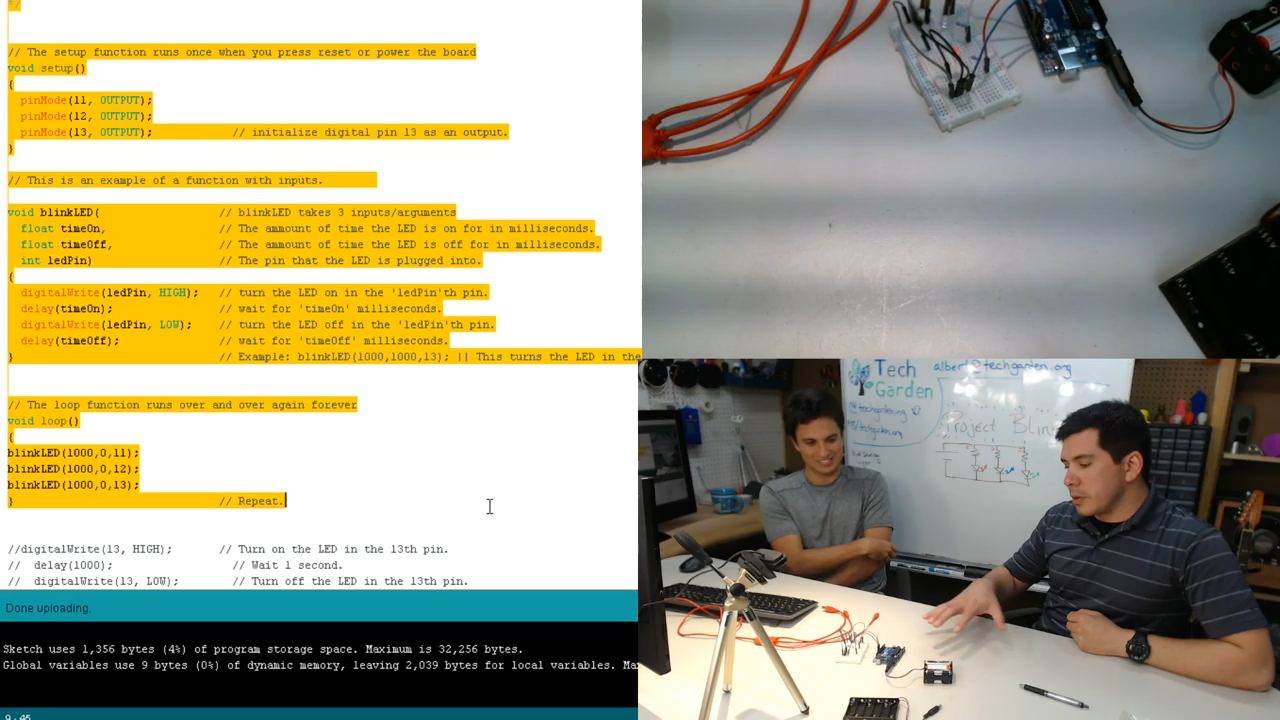 */
// The setup function runs once when you press reset or power the board
void setup()
{
pinMode(11, OUTPUT);
pinMode(12, OUTPUT);
pinMode(13, OUTPUT); // initialize digital pin 13 as an output.
}
// This is an example of a function with inputs.
void blinkLED( // blinkLED takes 3 inputs/arguments
float timeOn, // The ammount of time the LED is on for in milliseconds.
float timeOff, // The ammount of time the LED is off for in milliseconds.
int ledPin) // The pin that the LED is plugged into.
{
digitalWrite(ledPin, HIGH); // turn the LED on in the 'ledPin'th pin.
delay(timeOn); // wait for 'timeOn' milliseconds.
digitalWrite(ledPin, LOW); // turn the LED off in the 'ledPin'th pin.
delay(timeOff); // wait for 'timeOff' milliseconds.
} // Example: blinkLED(1000,1000,13); || This turns the LED in the
// The loop function runs over and over again forever
void loop()
{
blinkLED(1000,0,11);
blinkLED(1000,0,12);
blinkLED(1000,0,13);
} // Repeat.
//digitalWrite(13, HIGH); // Turn on the LED in the 13th pin.
// delay(1000); // Wait 1 second.
// digitalWrite(13, LOW); // Turn off the LED in the 13th pin.
Done uploading.
Sketch uses 1,356 bytes (4%) of program storage space. Maximum is 32,256 bytes.
Global variables use 9 bytes (0%) of dynamic memory, leaving 2,039 bytes for local variables. Ma
Tech
Garden
albert@techgarden.org
Project Blink